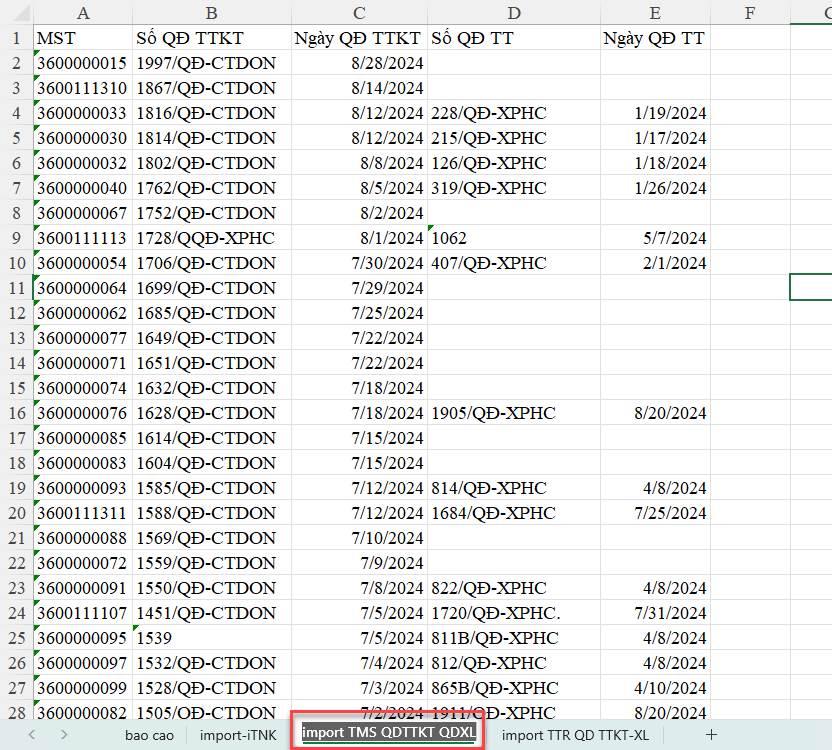 A B C D E F
1 MST Số QĐ TTKT Ngày QĐ TTKT Số QĐ TT Ngày QĐ TT
2 3600000015 1997/QĐ-CTDON 8/28/2024
3 3600111310 1867/QĐ-CTDON 8/14/2024
4 3600000033 1816/QĐ-CTDON 8/12/2024 228/QĐ-XPHC 1/19/2024
5 3600000030 1814/QĐ-CTDON 8/12/2024 215/QĐ-XPHC 1/17/2024
6 3600000032 1802/QĐ-CTDON 8/8/2024 126/QĐ-XPHC 1/18/2024
7 3600000040 1762/QĐ-CTDON 8/5/2024 319/QĐ-XPHC 1/26/2024
8 3600000067 1752/QĐ-CTDON 8/2/2024
9 3600111113 1728/QQĐ-XPHC 8/1/2024 1062 5/7/2024
10 3600000054 1706/QĐ-CTDON 7/30/2024 407/QĐ-XPHC 2/1/2024
11 3600000064 1699/QĐ-CTDON 7/29/2024
12 3600000062 1685/QĐ-CTDON 7/25/2024
13 3600000077 1649/QĐ-CTDON 7/22/2024
14 3600000071 1651/QĐ-CTDON 7/22/2024
15 3600000074 1632/QĐ-CTDON 7/18/2024
16 3600000076 1628/QĐ-CTDON 7/18/2024 1905/QĐ-XPHC 8/20/2024
17 3600000085 1614/QĐ-CTDON 7/15/2024
18 3600000083 1604/QĐ-CTDON 7/15/2024
19 3600000093 1585/QĐ-CTDON 7/12/2024 814/QĐ-XPHC 4/8/2024
20 3600111311 1588/QĐ-CTDON 7/12/2024 1684/QĐ-XPHC 7/25/2024
21 3600000088 1569/QĐ-CTDON 7/10/2024
22 3600000072 1559/QĐ-CTDON 7/9/2024
23 3600000091 1550/QĐ-CTDON 7/8/2024 822/QĐ-XPHC 4/8/2024
24 3600111107 1451/QĐ-CTDON 7/5/2024 1720/QĐ-XPHC. 7/31/2024
25 3600000095 1539 7/5/2024 811B/QĐ-XPHC 4/8/2024
26 3600000097 1532/QĐ-CTDON 7/4/2024 812/QĐ-XPHC 4/8/2024
27 3600000099 1528/QĐ-CTDON 7/3/2024 865B/QĐ-XPHC 4/10/2024
28 3600000082 1505/QĐ-CTDON 7/2/2024 1911/QĐ-XPHC 8/20/2024
bao cao import-iTNK import TMS QDTTKT QDXL import TTR QD TTKT-XL